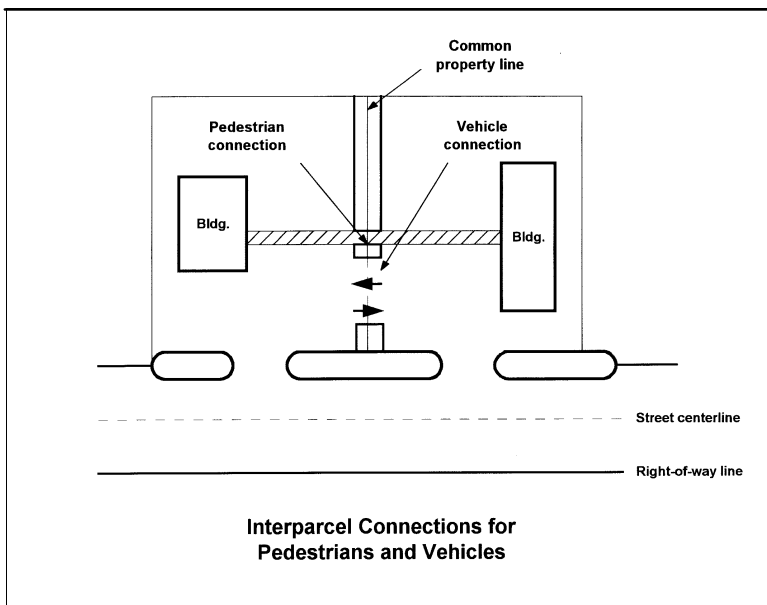 Common
property line
Pedestrian
connection
Vehicle
connection
Bldg.
Bldg.
Street centerline
Right-of-way line
Interparcel Connections for
Pedestrians and Vehicles